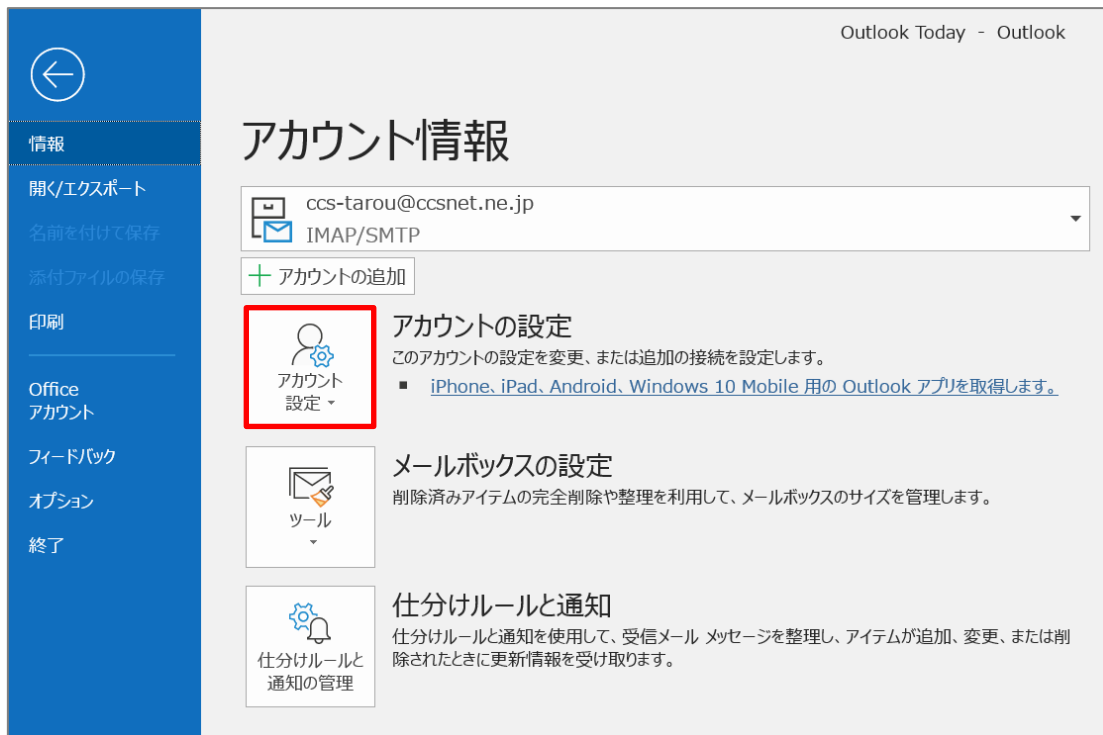 Outlook Today - Outlook
情報
開く/エクスポート
名前を付けて保存
添付ファイルの保存
印刷
Office
アカウント
フィードバック
オプション
終了
アカウント情報
ccs-tarou@ccsnet.ne.jp
IMAP/SMTP
アカウントの追加
アカウント
設定
アカウントの設定
このアカウントの設定を変更、または追加の接続を設定します。
iPhone、iPad、Android、Windows 10 Mobile 用の Outlook アプリを取得します。
ツール
メールボックスの設定
削除済みアイテムの完全削除や整理を利用して、メールボックスのサイズを管理します。
仕分けルールと
通知の管理
仕分けルールと通知
仕分けルールと通知を使用して、受信メール メッセージを整理し、アイテムが追加、変更、または削
除されたときに更新情報を受け取ります。